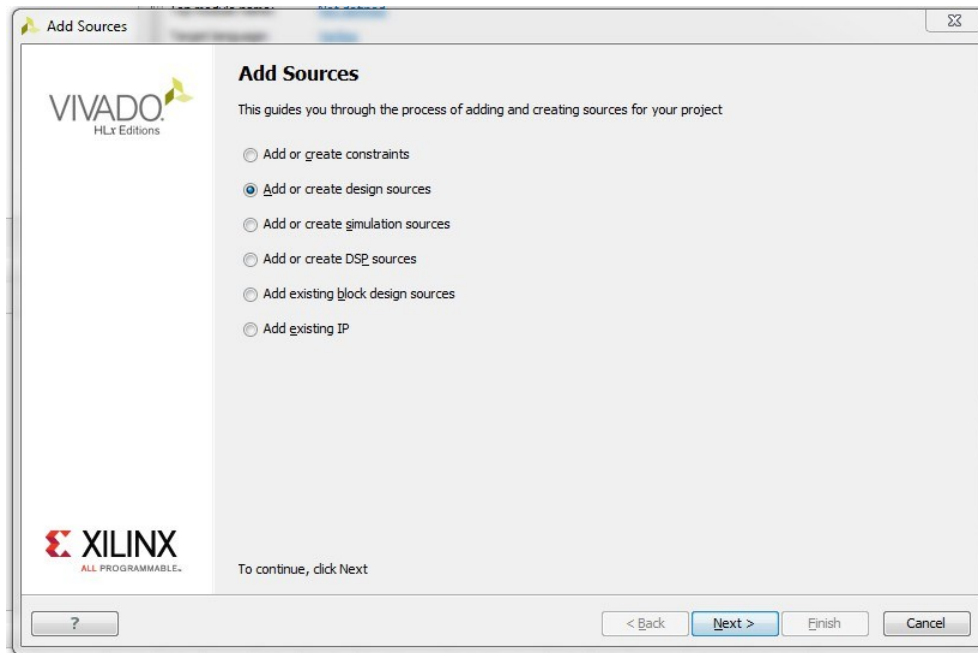 Add Sources
VIVADO.
HLx Editions
Add Sources
This guides you through the process of adding and creating sources for your project
Add or create constraints
Add or create design sources
Add or create simulation sources
Add or create DSP sources
Add existing block design sources
Add existing IP
XILINX
ALL PROGRAMMABLE.
To continue, click Next
?
< Back
Next >
Finish
Cancel